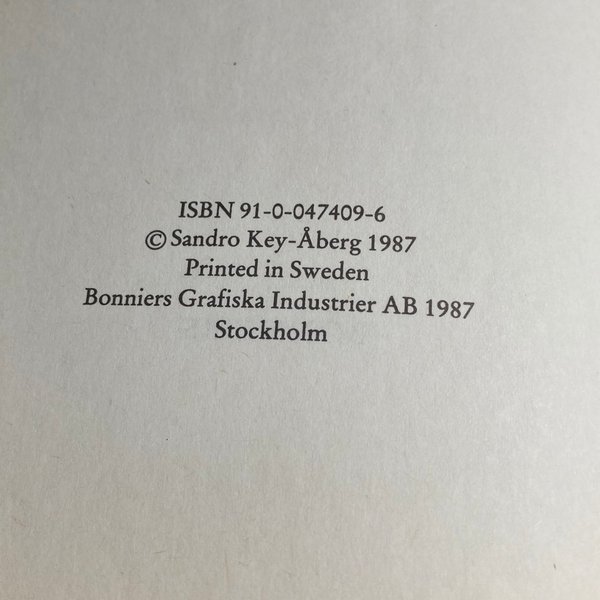 ISBN 91-0-047409-6
© Sandro Key-Åberg 1987
Printed in Sweden
Bonniers Grafiska Industrier AB 1987
Stockholm